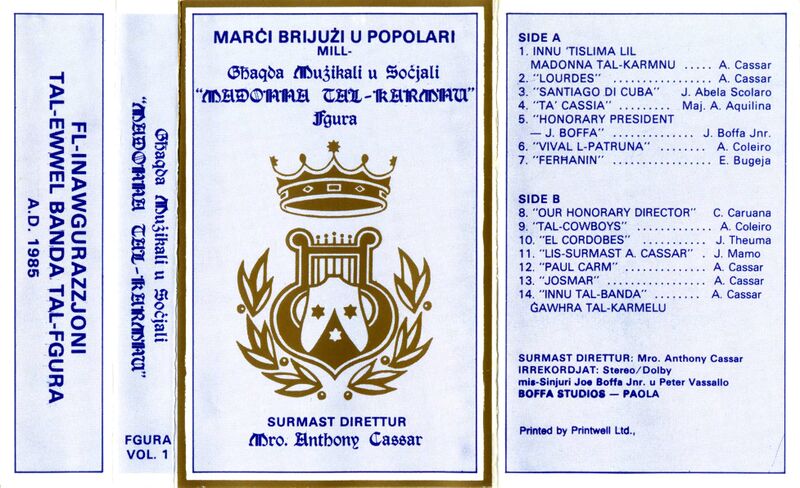 FL-INAWGURAZZJONI
TAL-EWWEL BANDA TAL-FGURA
A.D. 1985
Għaqda Mużikali u Soċjali
"MADONNA TAL-KARMNU"
FGURA
VOL. 1
MARĊI BRIJUŻI U POPOLARI
MILL-
Għaqda Mużikali u Soċjali
"MADONNA TAL-KARMNU"
Fgura
SURMAST DIRETTUR
Mro. Anthony Cassar
SIDE A
1. INNU 'TISLIMA LIL
MADONNA TAL-KARMNU ..... A. Cassar
2. "LOURDES" ................ A. Cassar
3. "SANTIAGO DI CUBA" J. Abela Scolaro
4. "TA' CASSIA" ......... Maj. A. Aquilina
5. "HONORARY PRESIDENT
— J. BOFFA" ............. J. Boffa Jnr.
6. "VIVAL L-PATRUNA" ........ A. Coleiro
7. "FERĦANIN" ................ E. Bugeja
SIDE B
8. "OUR HONORARY DIRECTOR" C. Caruana
9. "TAL-COWBOYS" ............ A. Coleiro
10. "EL CORDOBES" ........... J. Theuma
11. "LIS-SURMAST A. CASSAR" . J. Mamo
12. "PAUL CARM" ............. A. Cassar
13. "JOSMAR" ................. A. Cassar
14. "INNU TAL-BANDA" ........ A. Cassar
ĠAWHRA TAL-KARMELU
SURMAST DIRETTUR: Mro. Anthony Cassar
IRREKORDJAT: Stereo/Dolby
mis-Sinjuri Joe Boffa Jnr. u Peter Vassallo
BOFFA STUDIOS — PAOLA
Printed by Printwell Ltd.,